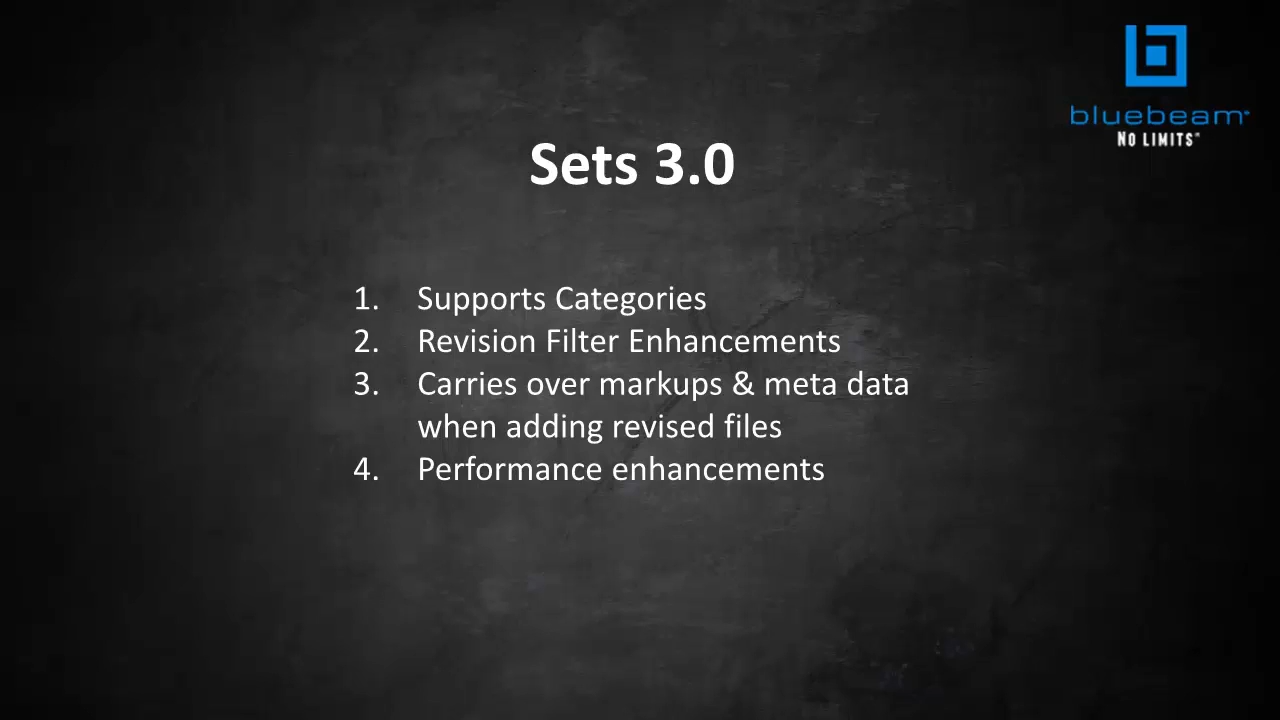 bluebeam
NO LIMITS
Sets 3.0
1. Supports Categories
2. Revision Filter Enhancements
3. Carries over markups & meta data
when adding revised files
4. Performance enhancements